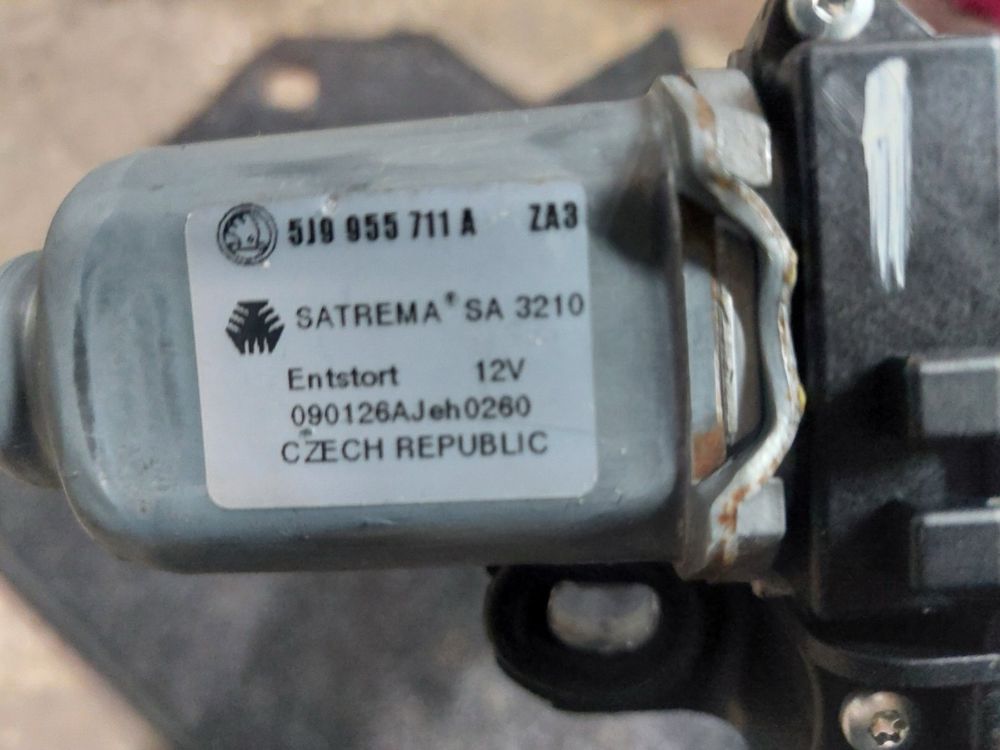 5J9 955 711 A ZA3
SATREMA® SA 3210
Entstort 12V
090126AJeh0260
CZECH REPUBLIC